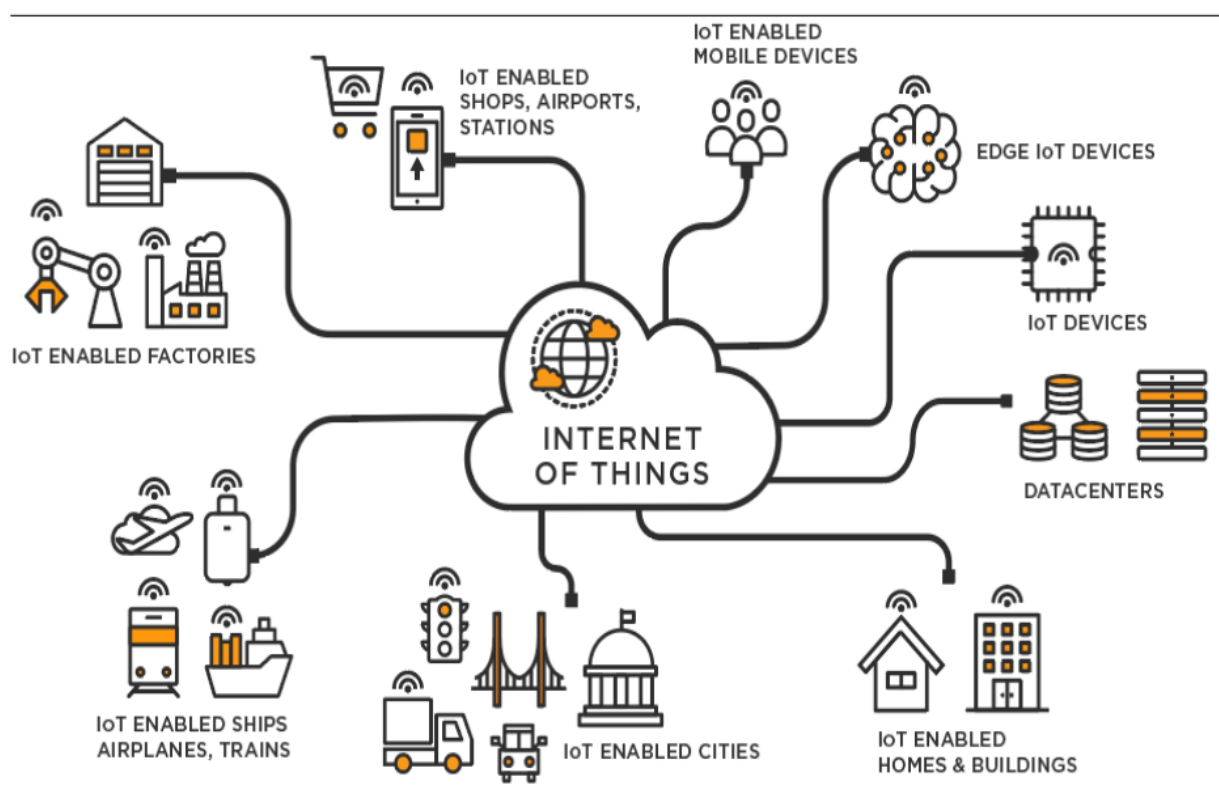 IoT ENABLED
MOBILE DEVICES
IoT ENABLED
SHOPS, AIRPORTS,
STATIONS
EDGE IoT DEVICES
IoT DEVICES
IoT ENABLED FACTORIES
INTERNET
OF THINGS
DATACENTERS
IoT ENABLED SHIPS
AIRPLANES, TRAINS
IoT ENABLED CITIES
IoT ENABLED
HOMES & BUILDINGS